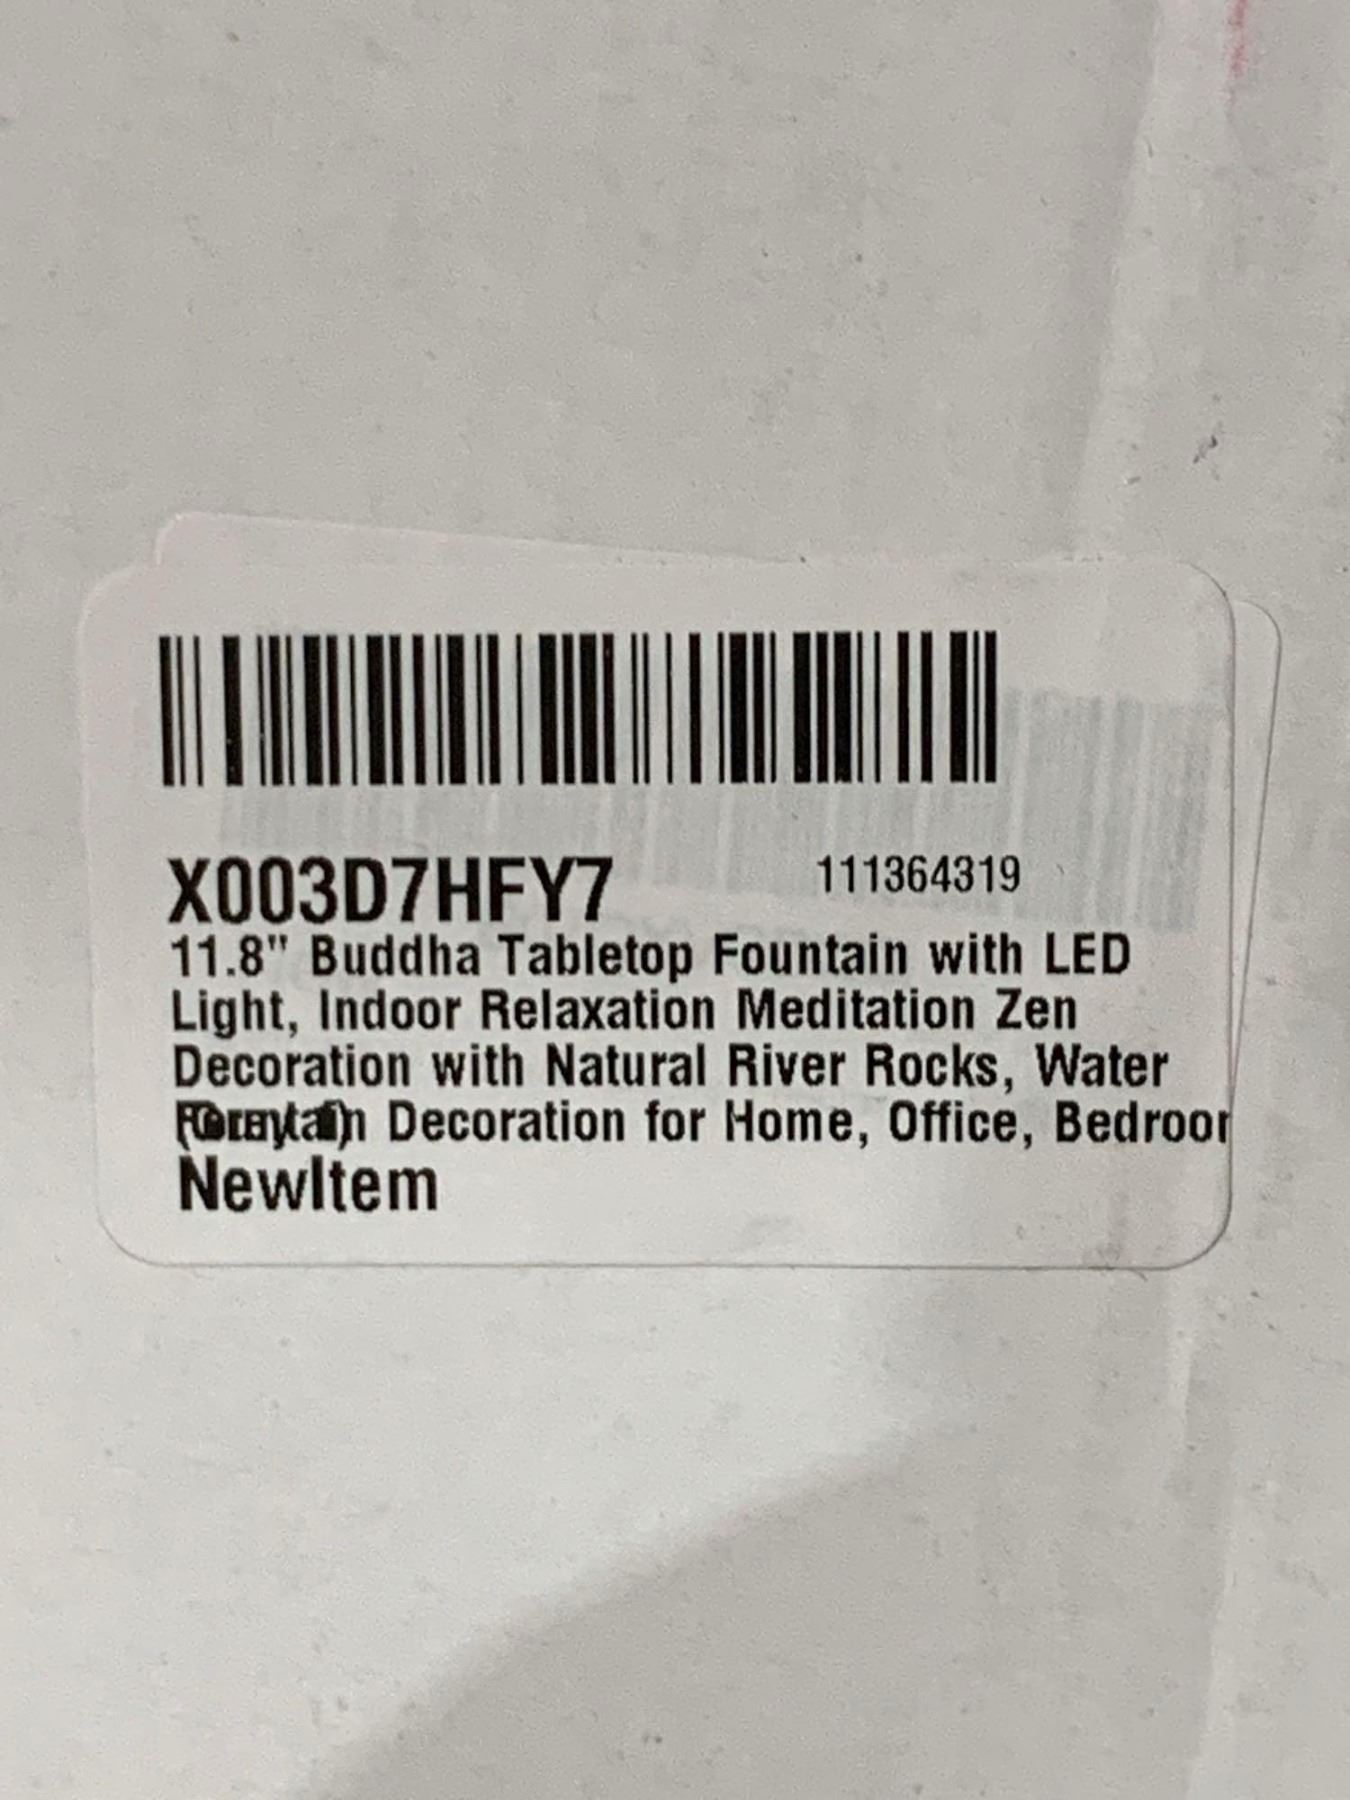 X003D7HFY7 111364319
11.8" Buddha Tabletop Fountain with LED
Light, Indoor Relaxation Meditation Zen
Decoration with Natural River Rocks, Water
Decoration for Home, Office, Bedroor
NewItem